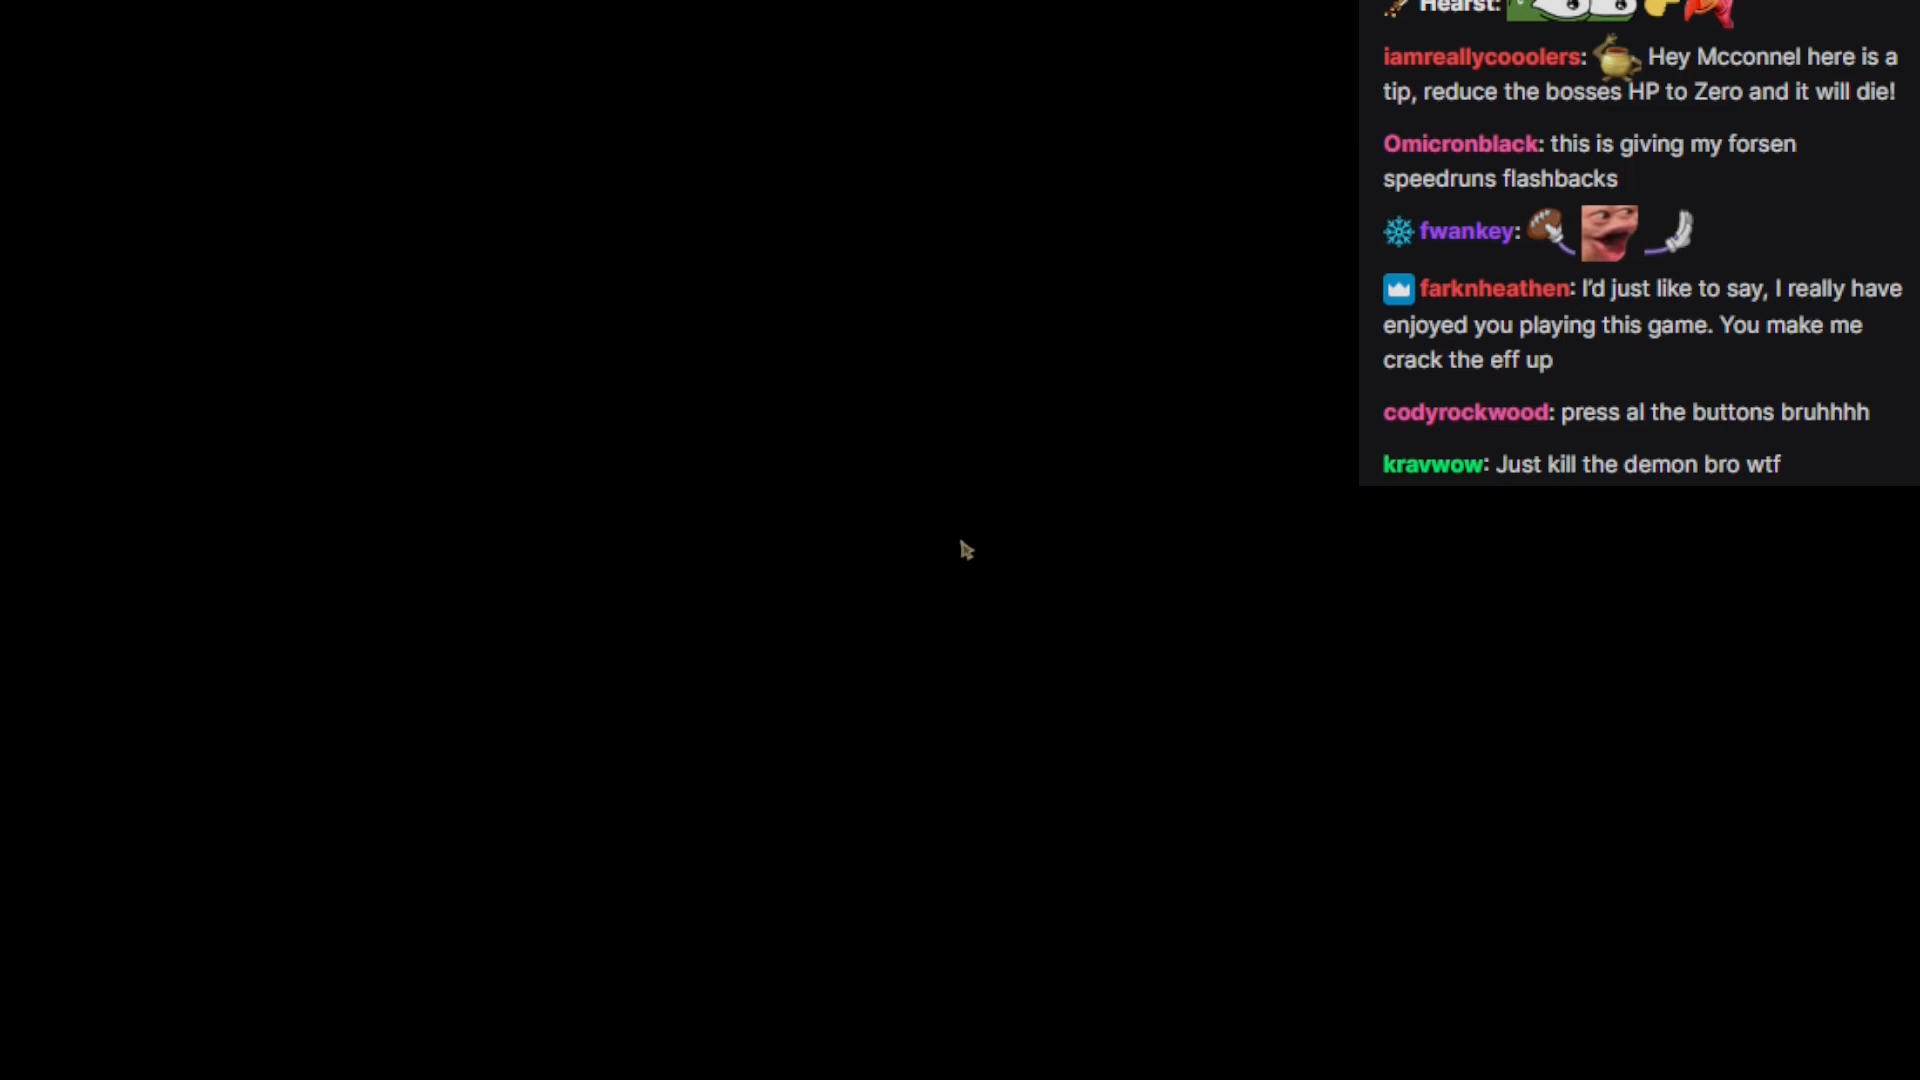 Hearst:
iamreallycooolers: Hey Mcconnel here is a
tip, reduce the bosses HP to Zero and it will die!
Omicronblack: this is giving my forsen
speedruns flashbacks
fwankey:
farknheathen: I'd just like to say, I really have
enjoyed you playing this game. You make me
crack the eff up
codyrockwood: press al the buttons bruhhhh
kravwow: Just kill the demon bro wtf